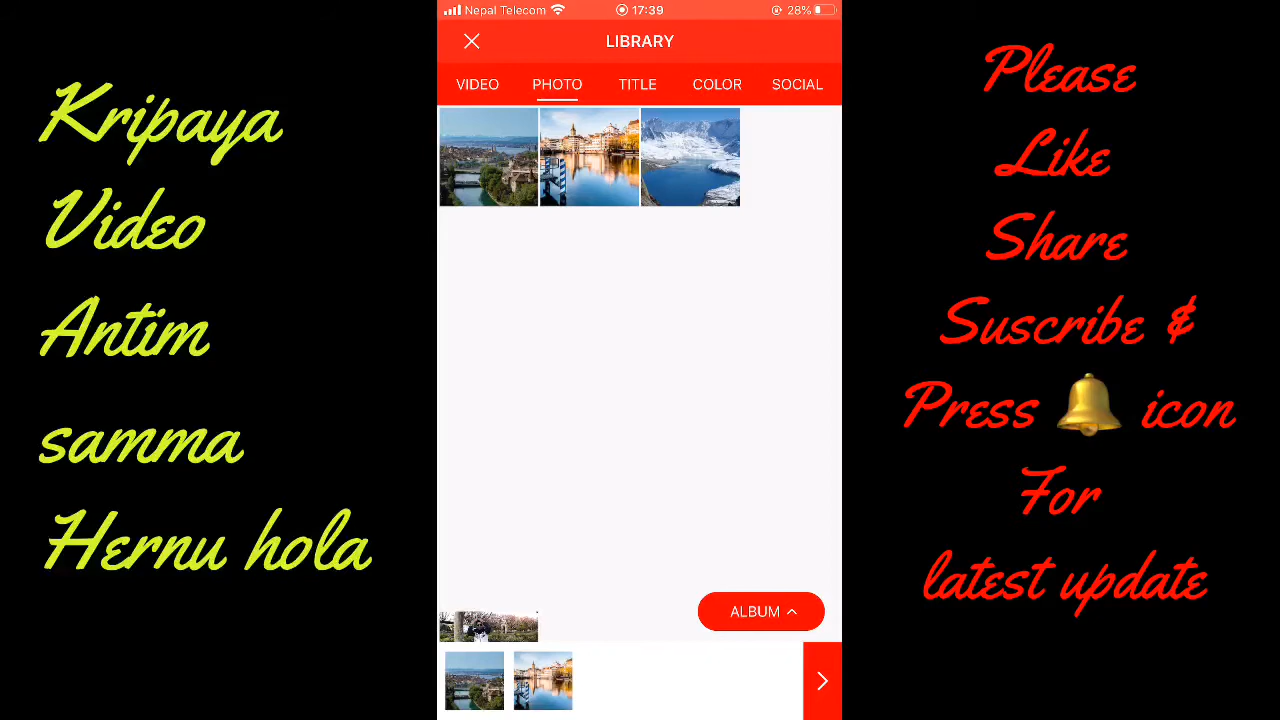 Kripaya
Video
Antim
samma
Hernu hola
Nepal Telecom 17:39 28%
LIBRARY
VIDEO PHOTO TITLE COLOR SOCIAL
ALBUM
Please
Like
Share
Suscribe &
Press 🔔 icon
For
latest update